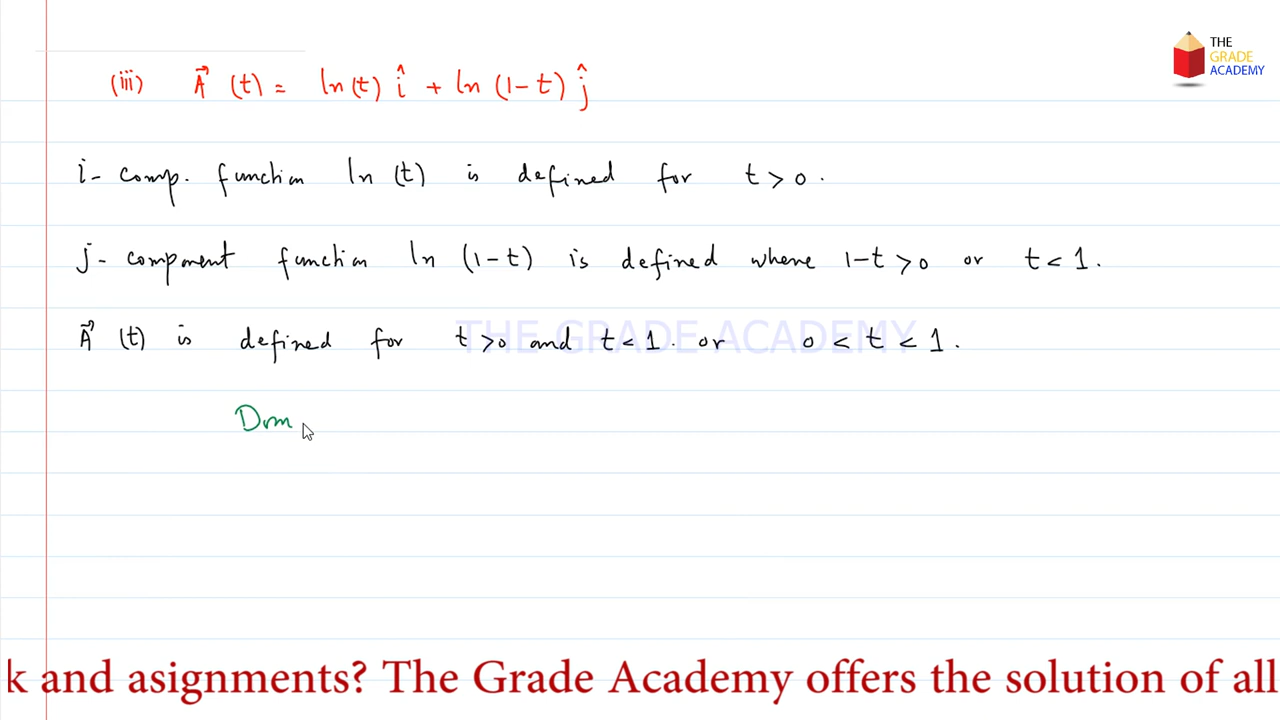 THE
GRADE
ACADEMY
(iii) A⃗ (t) = ln(t) î + ln (1-t) ĵ
i- comp. function ln (t) is defined for t > 0.
j- component function ln (1-t) is defined where 1-t > 0 or t < 1.
A⃗ (t) is defined for t > 0 and t < 1. or 0 < t < 1.
THE GRADE ACADEMY
Dom
k and asignments? The Grade Academy offers the solution of all